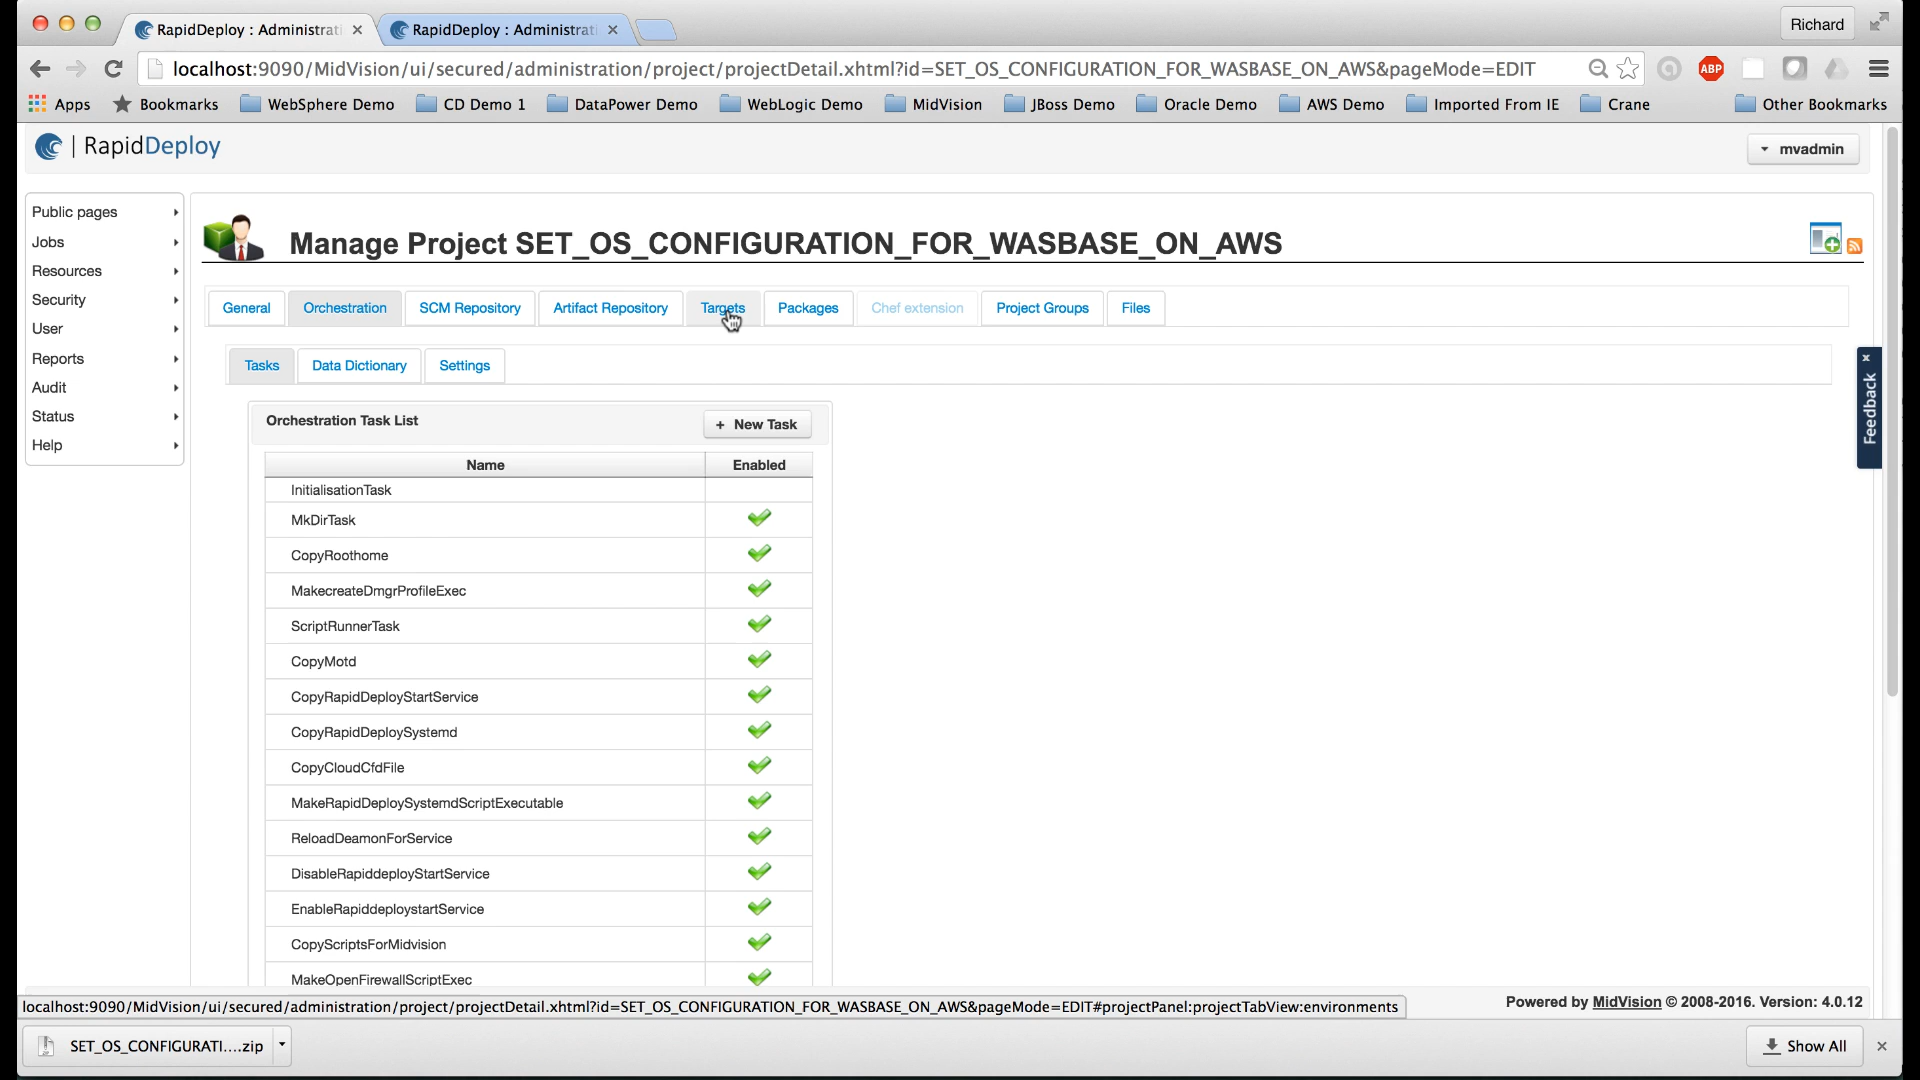 RapidDeploy : Administrati
RapidDeploy : Administrati
Richard
localhost:9090/MidVision/ui/secured/administration/project/projectDetail.xhtml?id=SET_OS_CONFIGURATION_FOR_WASBASE_ON_AWS&pageMode=EDIT
ABP
Apps Bookmarks WebSphere Demo CD Demo 1 DataPower Demo WebLogic Demo MidVision JBoss Demo Oracle Demo AWS Demo Imported From IE Crane Other Bookmarks
| RapidDeploy
mvadmin
Public pages
Jobs
Resources
Security
User
Reports
Audit
Status
Help
Manage Project SET_OS_CONFIGURATION_FOR_WASBASE_ON_AWS
General Orchestration SCM Repository Artifact Repository Targets Packages Chef extension Project Groups Files
Tasks Data Dictionary Settings
Feedback
Orchestration Task List
+ New Task
Name Enabled
InitialisationTask
MkDirTask
CopyRoothome
MakecreateDmgrProfileExec
ScriptRunnerTask
CopyMotd
CopyRapidDeployStartService
CopyRapidDeploySystemd
CopyCloudCfdFile
MakeRapidDeploySystemdScriptExecutable
ReloadDeamonForService
DisableRapiddeployStartService
EnableRapiddeploystartService
CopyScriptsForMidvision
MakeOpenFirewallScriptExec
localhost:9090/MidVision/ui/secured/administration/project/projectDetail.xhtml?id=SET_OS_CONFIGURATION_FOR_WASBASE_ON_AWS&pageMode=EDIT#projectPanel:projectTabView:environments
Powered by MidVision © 2008-2016. Version: 4.0.12
SET_OS_CONFIGURATI....zip
Show All